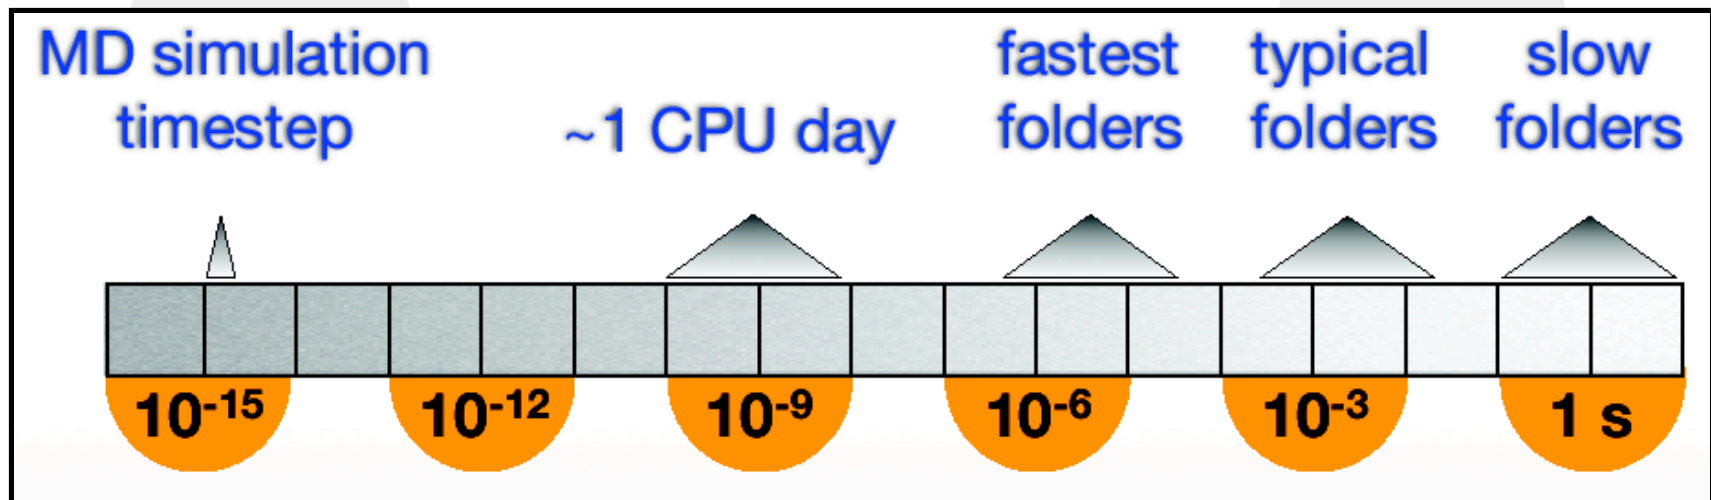 MD simulation
timestep
~1 CPU day
fastest
folders
typical
folders
slow
folders
10⁻¹⁵
10⁻¹²
10⁻⁹
10⁻⁶
10⁻³
1 s